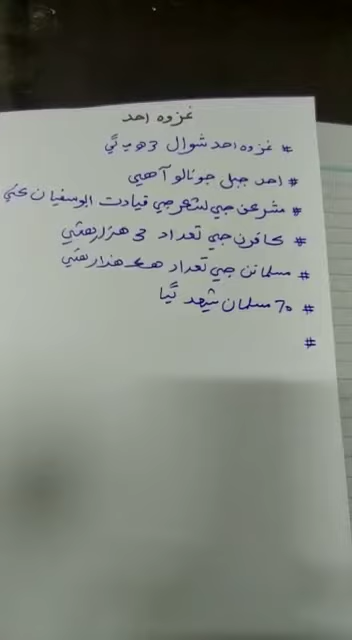 غزوه احد
# غزوه احد شوال 3ھ ۾ ٿي
# احد جبل جو نالو آهي
# مشرڪن جي لشڪر جي قيادت ابوسفيان ڪئي
# ڪافرن جي تعداد 3 هزار هئي
# مسلمانن جي تعداد هڪ هزار هئي
# 70 مسلمان شهيد ٿيا
#